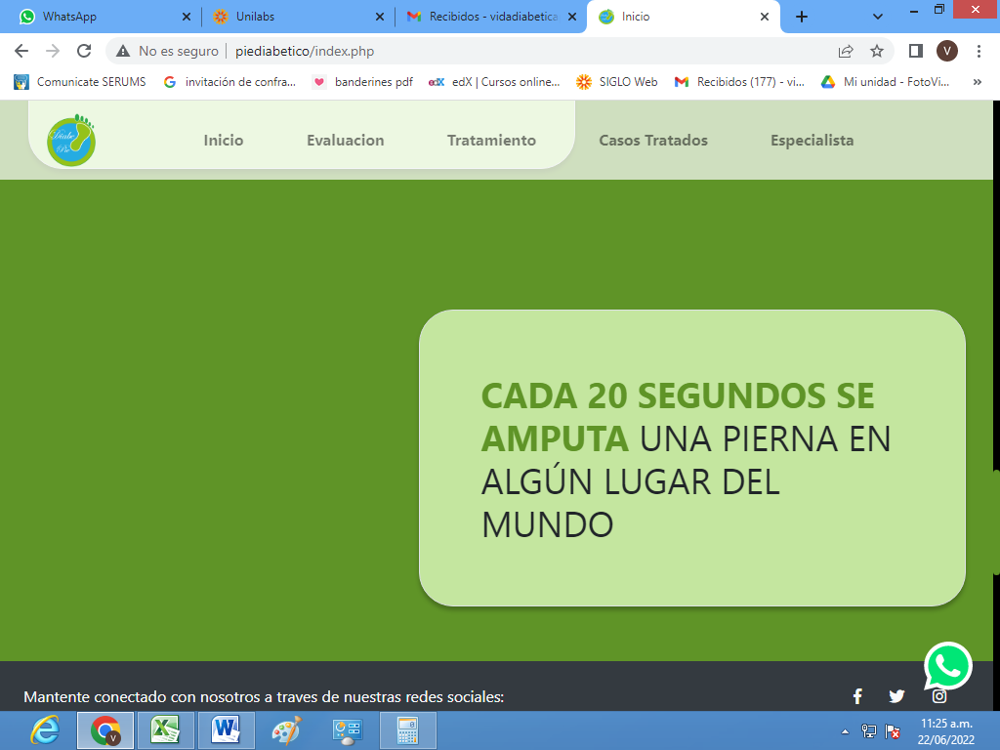 WhatsApp
Unilabs
Recibidos - vidadiabetica
Inicio
No es seguro
piediabetico/index.php
V
Comunicate SERUMS
invitación de confra...
banderines pdf
edX
edX | Cursos online...
SIGLO Web
Recibidos (177) - vi...
Mi unidad - FotoVi...
»
Diabe
Pie
Inicio
Evaluacion
Tratamiento
Casos Tratados
Especialista
CADA 20 SEGUNDOS SE
AMPUTA UNA PIERNA EN
ALGÚN LUGAR DEL
MUNDO
Mantente conectado con nosotros a traves de nuestras redes sociales:
V
11:25 a.m.
22/06/2022